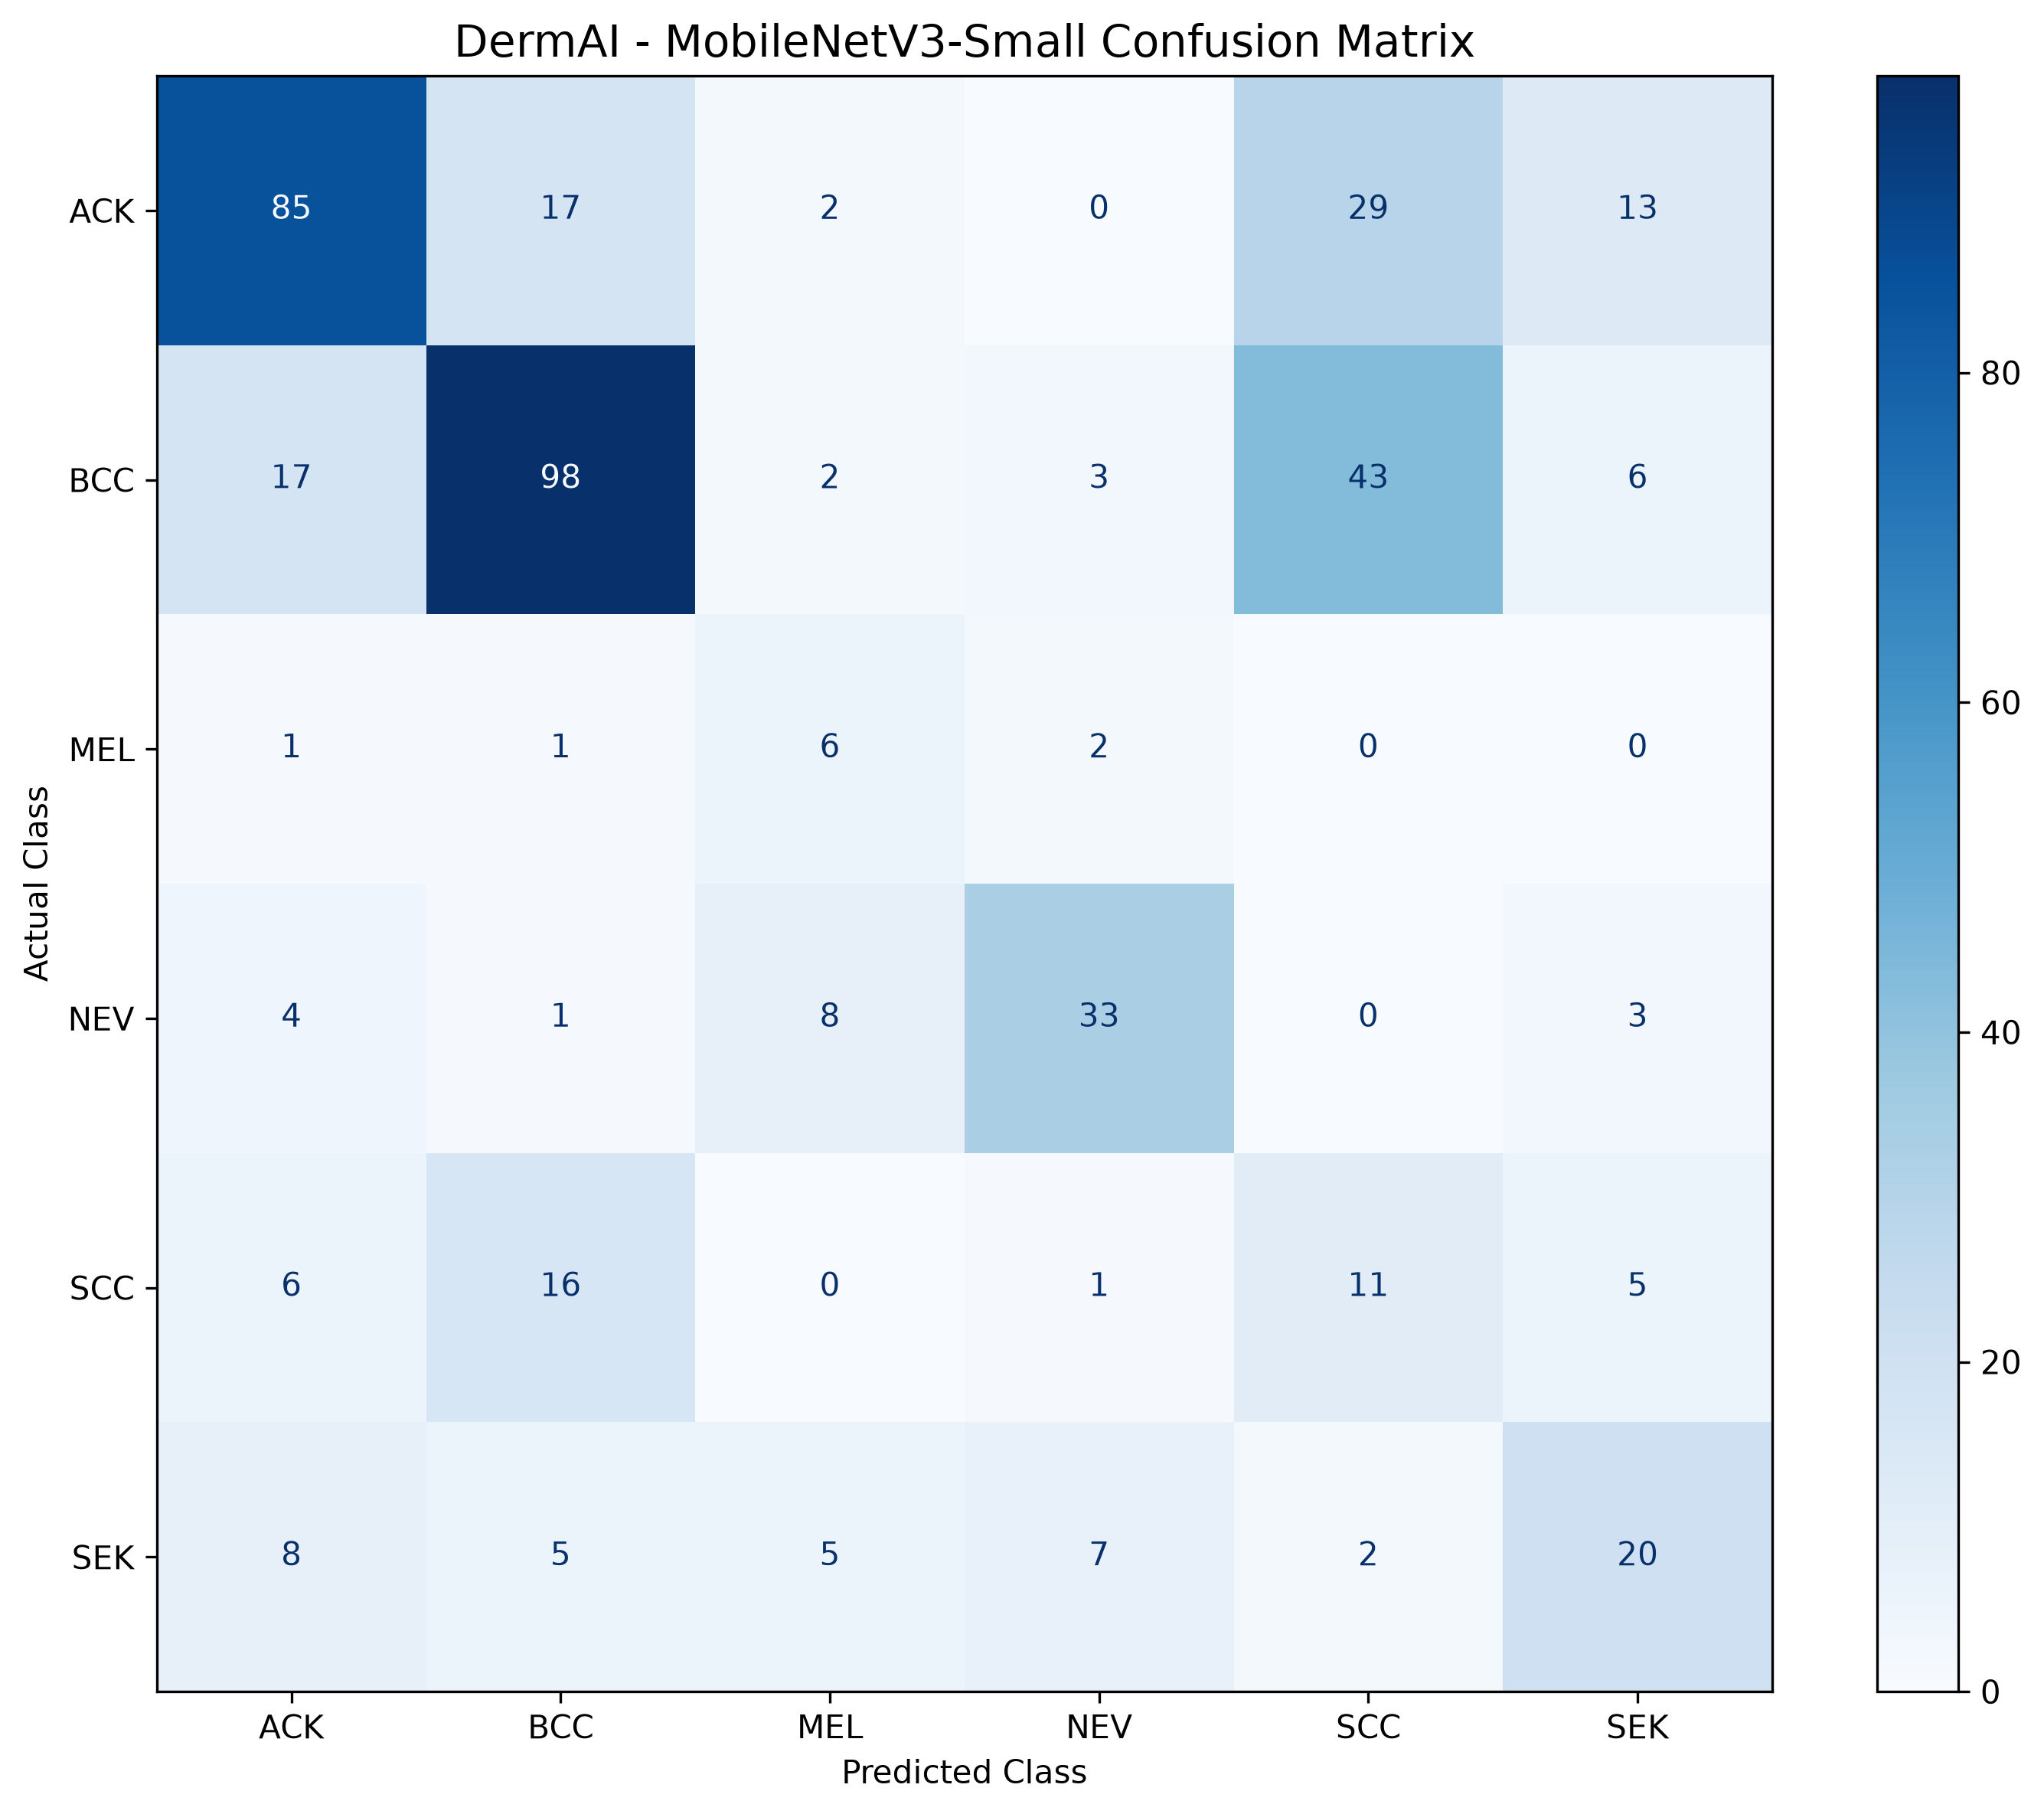 DermAI - MobileNetV3-Small Confusion Matrix
ACK 85 17 2 0 29 13
80
BCC 17 98 2 3 43 6
60
MEL 1 1 6 2 0 0
Actual Class
40
NEV 4 1 8 33 0 3
SCC 6 16 0 1 11 5
20
SEK 8 5 5 7 2 20
0
ACK BCC MEL NEV SCC SEK
Predicted Class